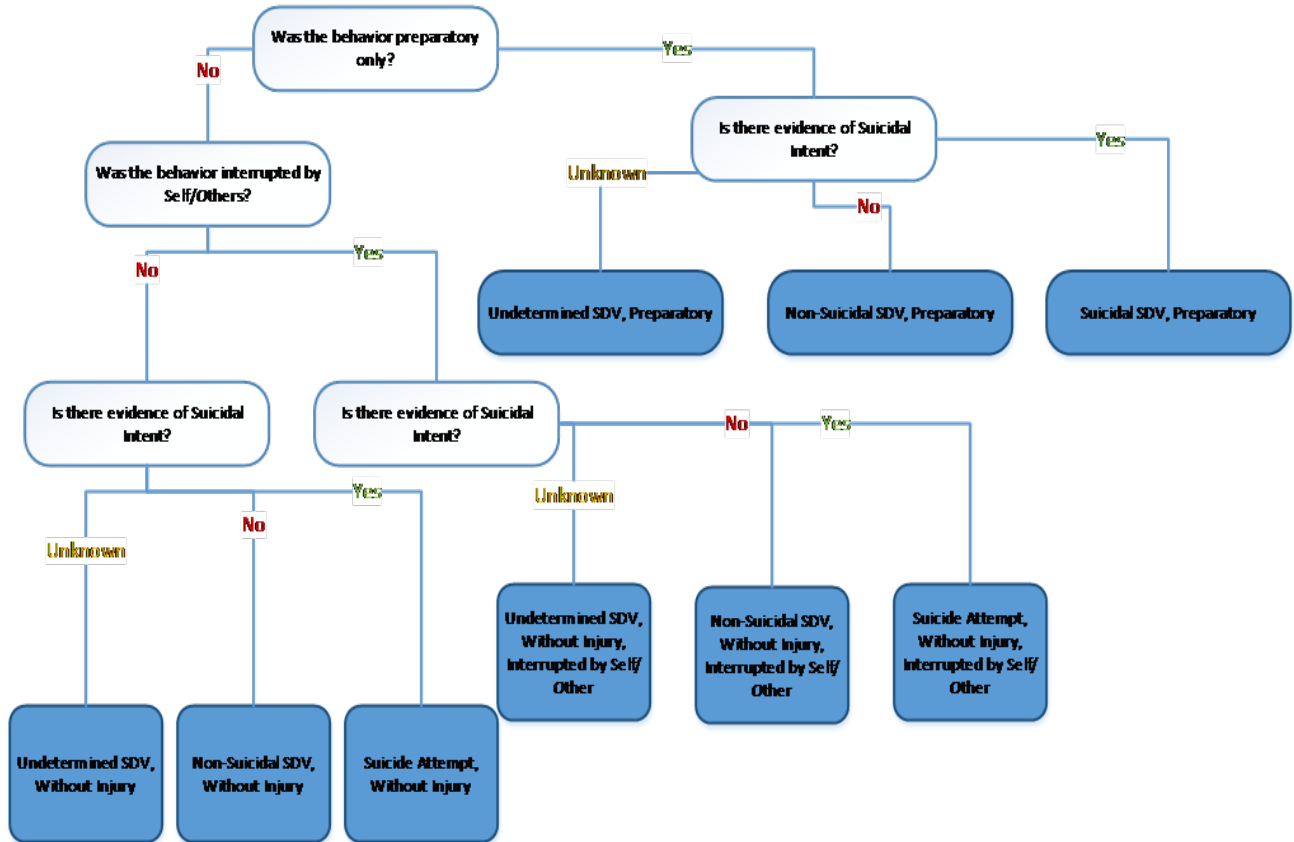 Was the behavior preparatory
only?
Yes
No
Is there evidence of Suicidal
Intent?
Yes
Was the behavior interrupted by
Self/Others?
Unknown
No
Yes
No
Undetermined SDV, Preparatory
Non-Suicidal SDV, Preparatory
Suicidal SDV, Preparatory
Is there evidence of Suicidal
Intent?
Is there evidence of Suicidal
Intent?
No
Yes
Unknown
Yes
No
Unknown
Undetermined SDV,
Without Injury,
Interrupted by Self/
Other
Non-Suicidal SDV,
Without Injury,
Interrupted by Self/
Other
Suicide Attempt,
Without Injury,
Interrupted by Self/
Other
Undetermined SDV,
Without Injury
Non-Suicidal SDV,
Without Injury
Suicide Attempt,
Without Injury